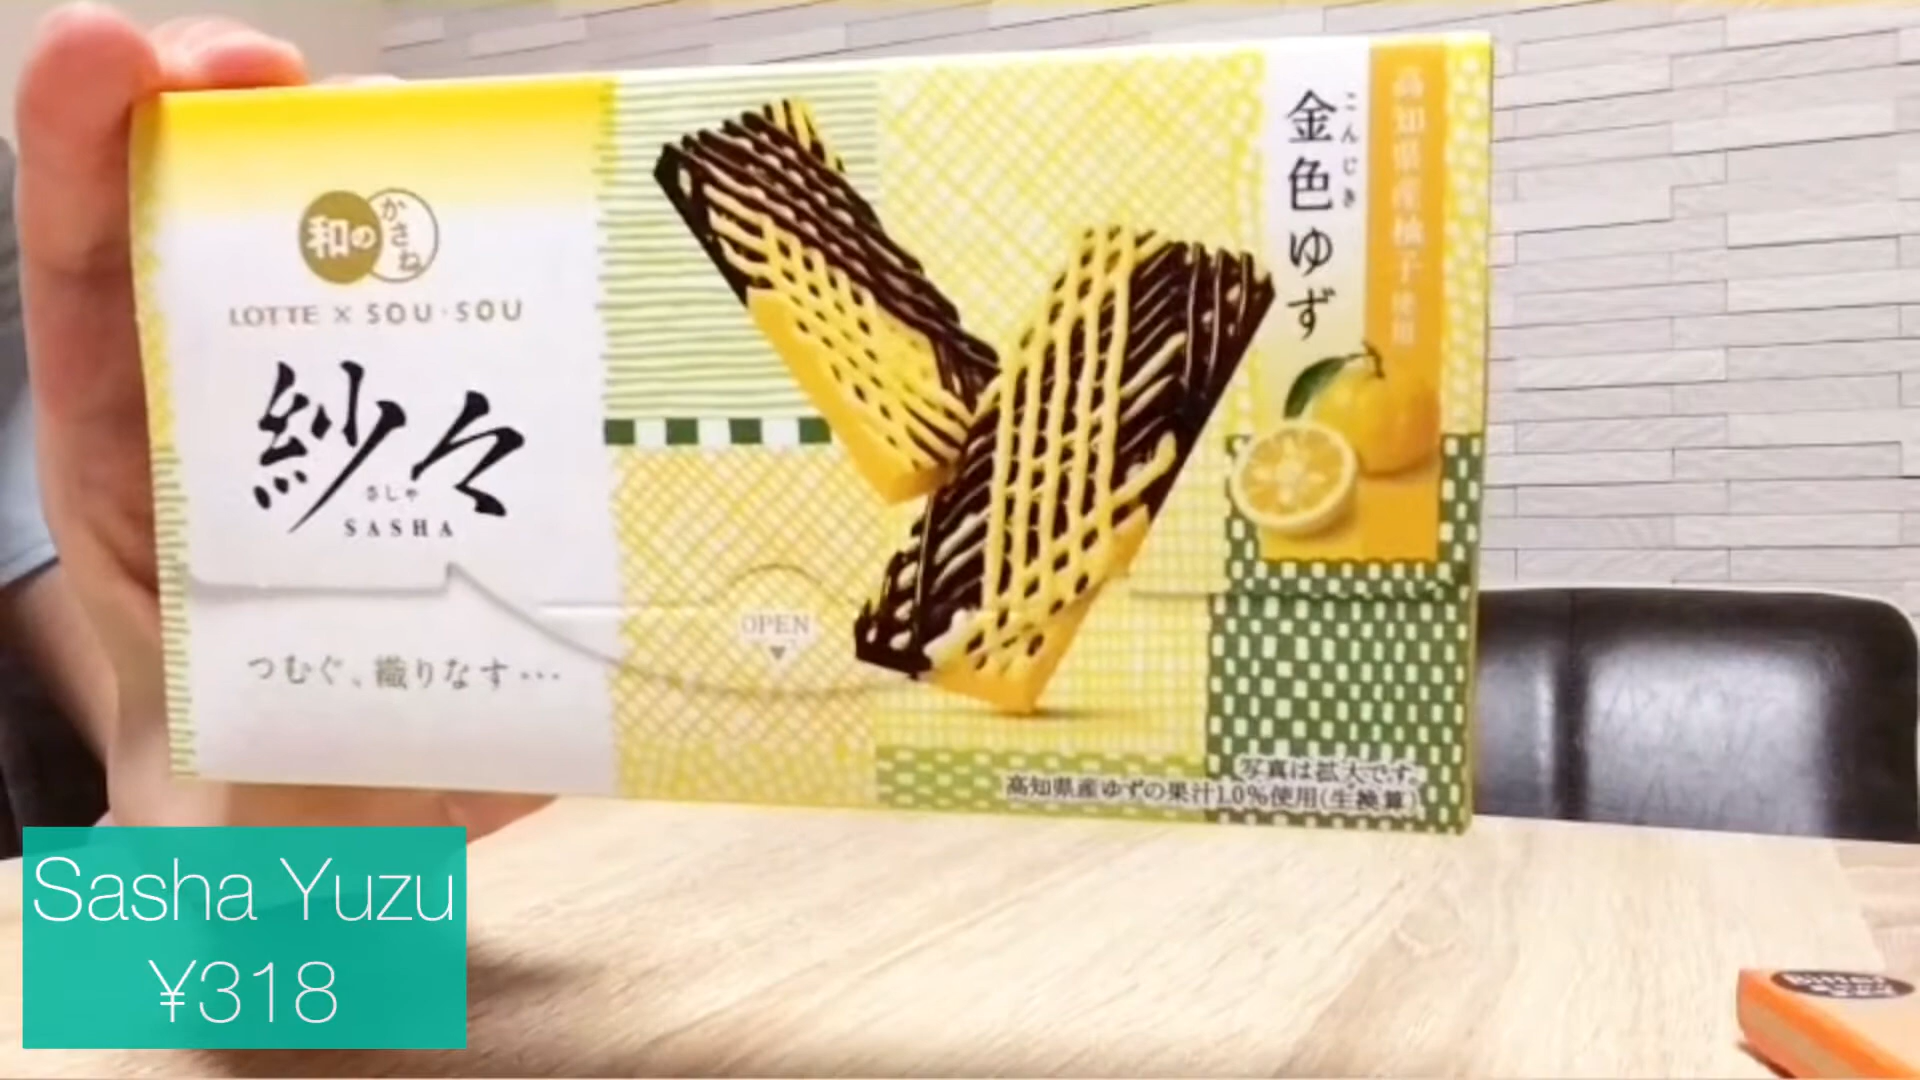 和の
かさね
LOTTE × SOU・SOU
紗々
さしゃ
SASHA
つむぐ、織りなす…
OPEN
金色ゆず
こんじき
高知県産柚子使用
写真は拡大です。
高知県産ゆずの果汁1.0%使用(生換算)
Sasha Yuzu
¥318